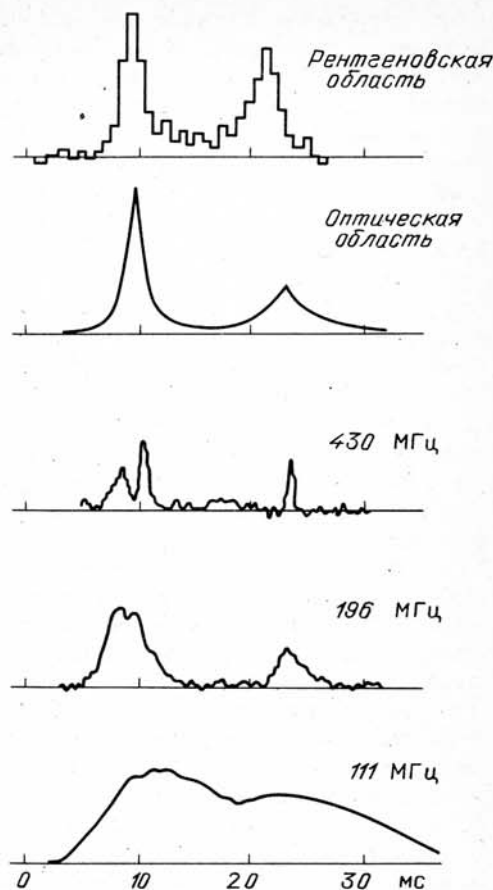 Рентгеновская
область
Оптическая
область
430 МГц
196 МГц
111 МГц
0 10 20 30 мс